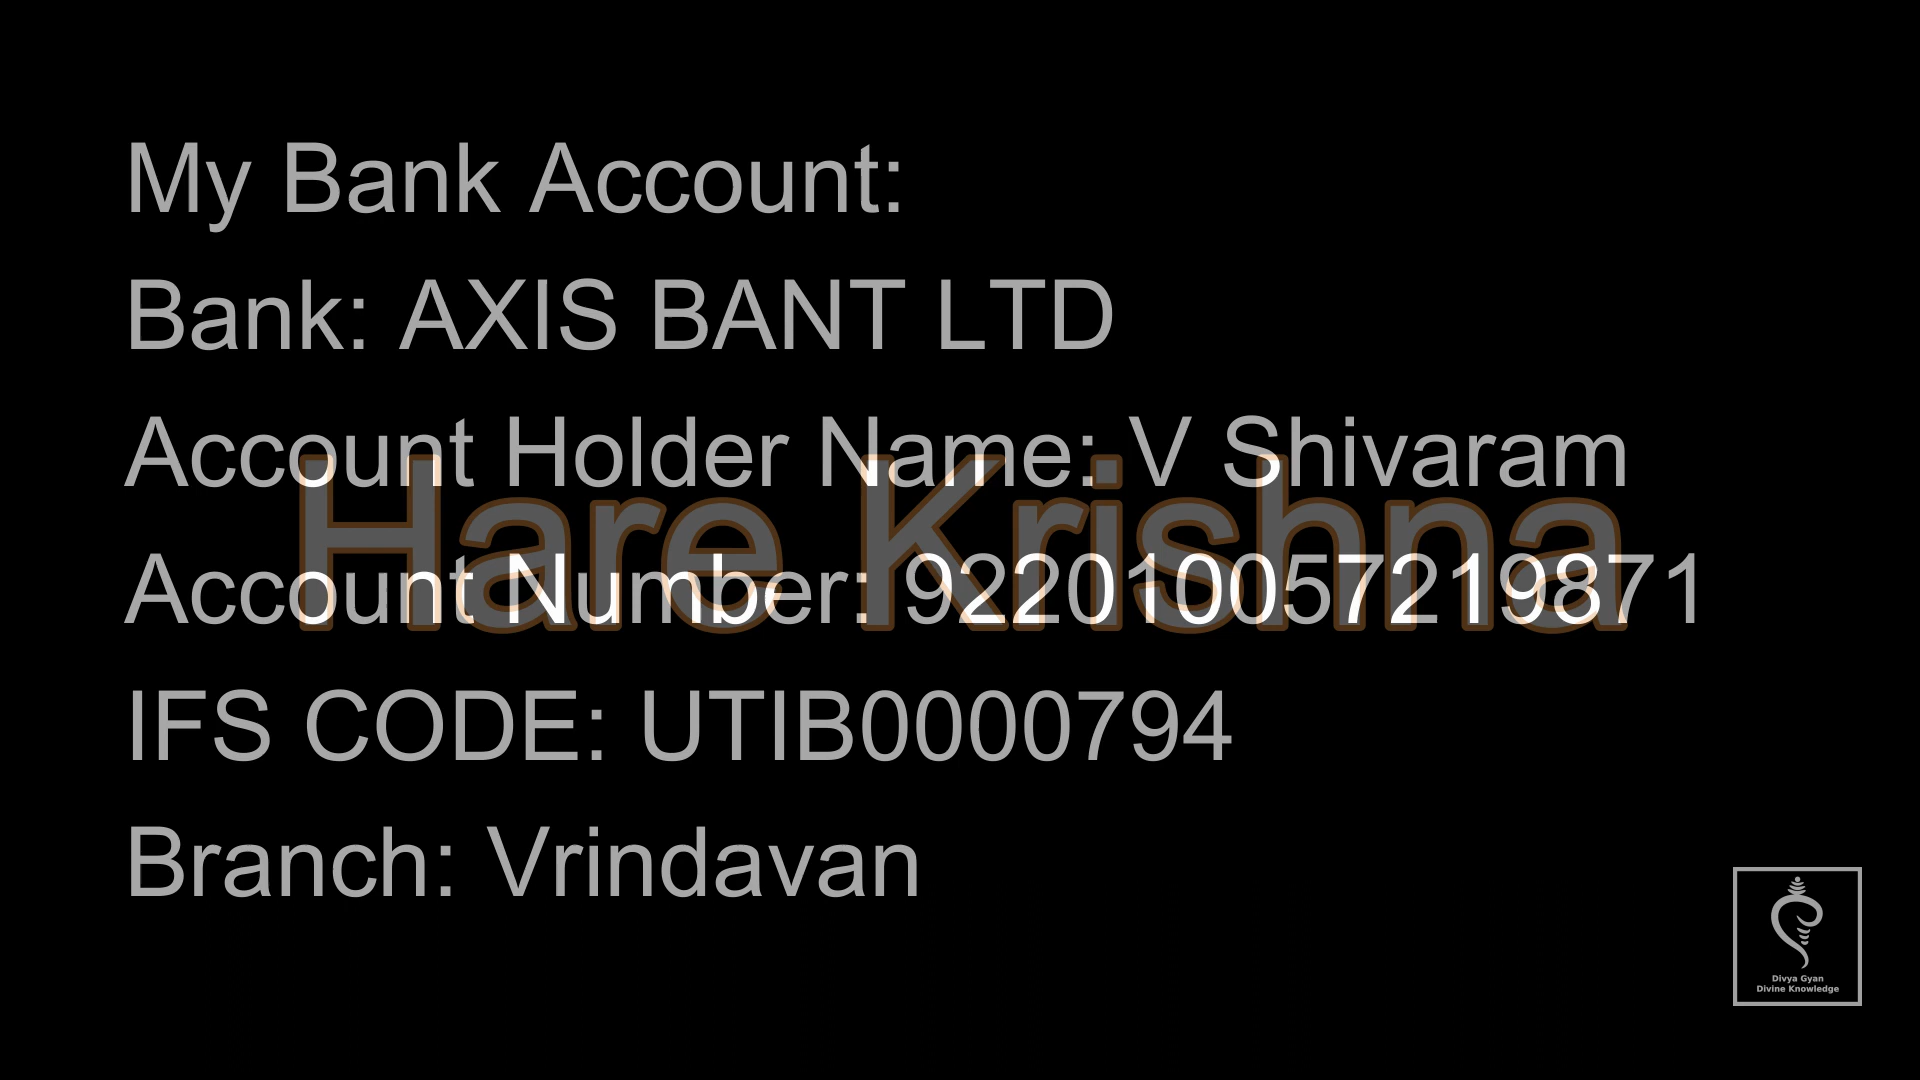 My Bank Account:
Bank: AXIS BANT LTD
Account Holder Name: V Shivaram
Hare Krishna
Account Number: 922010057219871
IFS CODE: UTIB0000794
Branch: Vrindavan
Divya Gyan
Divine Knowledge